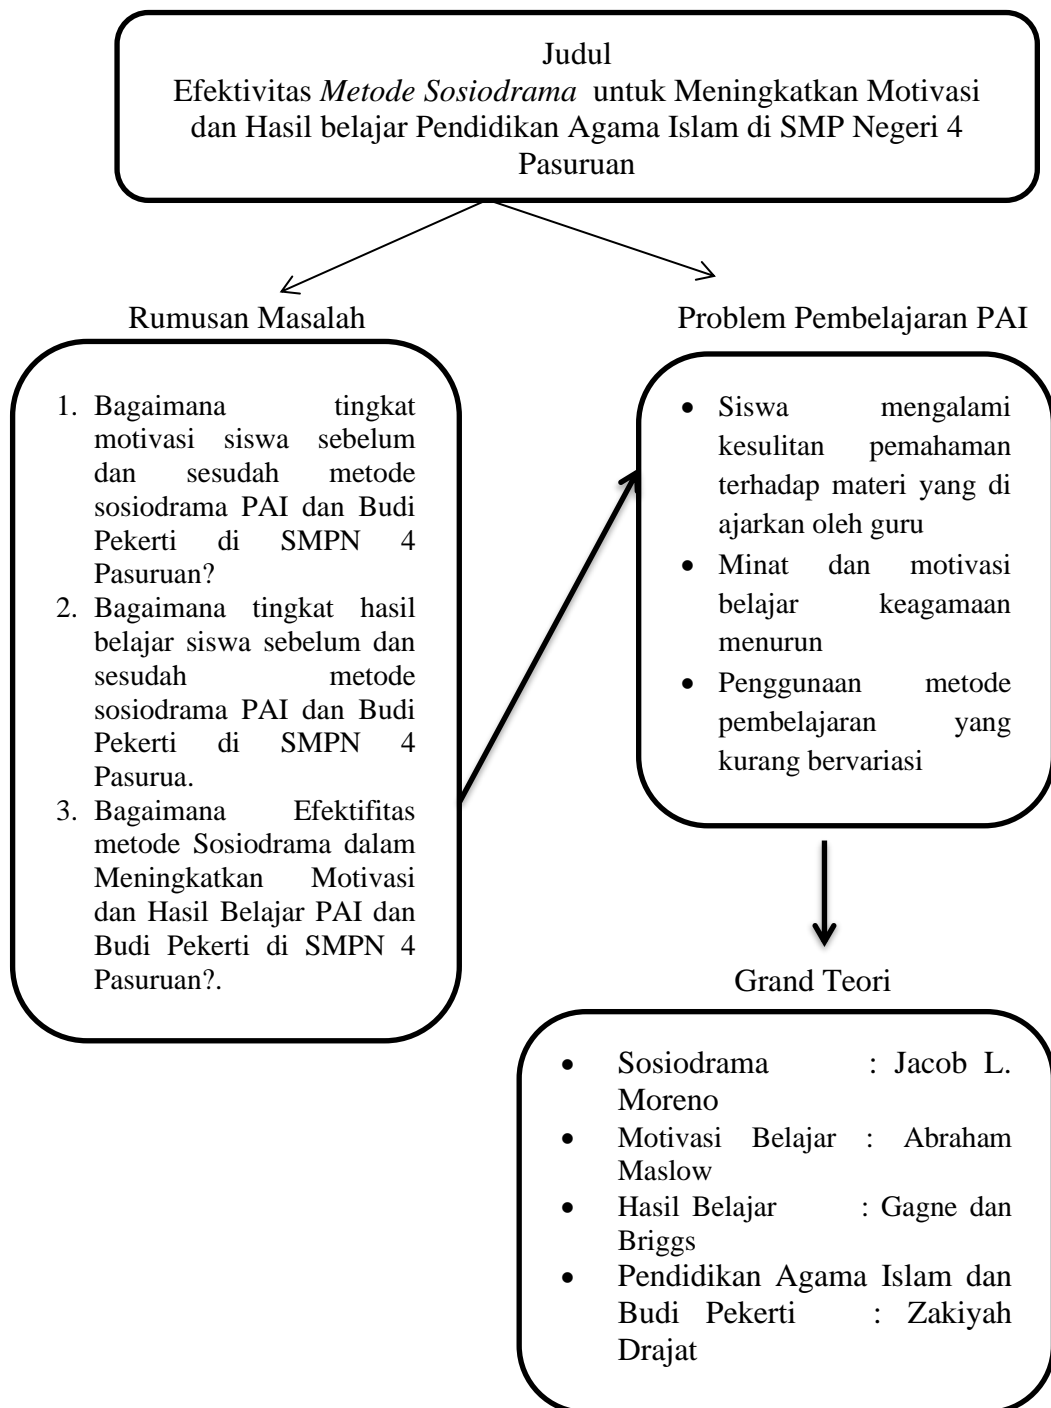 Judul
Efektivitas Metode Sosiodrama untuk Meningkatkan Motivasi
dan Hasil belajar Pendidikan Agama Islam di SMP Negeri 4
Pasuruan
Rumusan Masalah
1. Bagaimana tingkat
motivasi siswa sebelum
dan sesudah metode
sosiodrama PAI dan Budi
Pekerti di SMPN 4
Pasuruan?
2. Bagaimana tingkat hasil
belajar siswa sebelum dan
sesudah metode
sosiodrama PAI dan Budi
Pekerti di SMPN 4
Pasurua.
3. Bagaimana Efektifitas
metode Sosiodrama dalam
Meningkatkan Motivasi
dan Hasil Belajar PAI dan
Budi Pekerti di SMPN 4
Pasuruan?.
Problem Pembelajaran PAI
• Siswa mengalami
kesulitan pemahaman
terhadap materi yang di
ajarkan oleh guru
• Minat dan motivasi
belajar keagamaan
menurun
• Penggunaan metode
pembelajaran yang
kurang bervariasi
Grand Teori
• Sosiodrama : Jacob L.
Moreno
• Motivasi Belajar : Abraham
Maslow
• Hasil Belajar : Gagne dan
Briggs
• Pendidikan Agama Islam dan
Budi Pekerti : Zakiyah
Drajat